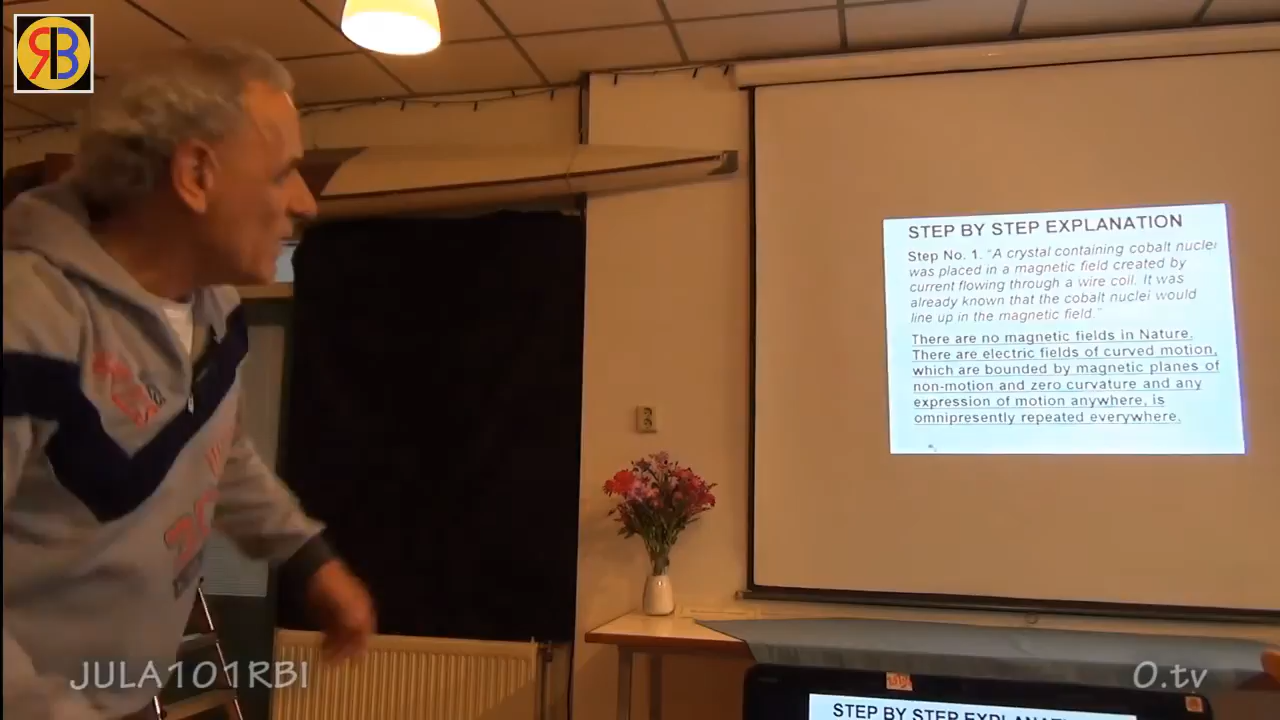 RB
STEP BY STEP EXPLANATION
Step No. 1. "A crystal containing cobalt nuclei
was placed in a magnetic field created by
current flowing through a wire coil. It was
already known that the cobalt nuclei would
line up in the magnetic field."
There are no magnetic fields in Nature.
There are electric fields of curved motion,
which are bounded by magnetic planes of
non-motion and zero curvature and any
expression of motion anywhere, is
omnipresently repeated everywhere.
JULA101RBI
O.tv
STEP BY STEP EXPLANATI